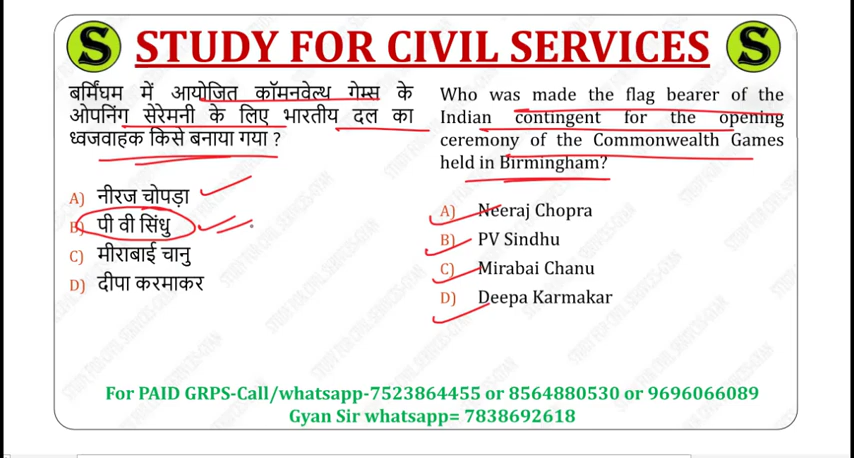 S STUDY FOR CIVIL SERVICES S
बर्मिंघम में आयोजित कॉमनवेल्थ गेम्स के
ओपनिंग सेरेमनी के लिए भारतीय दल का
ध्वजवाहक किसे बनाया गया ?
A) नीरज चोपड़ा
B) पी वी सिंधु
C) मीराबाई चानु
D) दीपा करमाकर
Who was made the flag bearer of the
Indian contingent for the opening
ceremony of the Commonwealth Games
held in Birmingham?
A) Neeraj Chopra
B) PV Sindhu
C) Mirabai Chanu
D) Deepa Karmakar
For PAID GRPS-Call/whatsapp-7523864455 or 8564880530 or 9696066089
Gyan Sir whatsapp= 7838692618